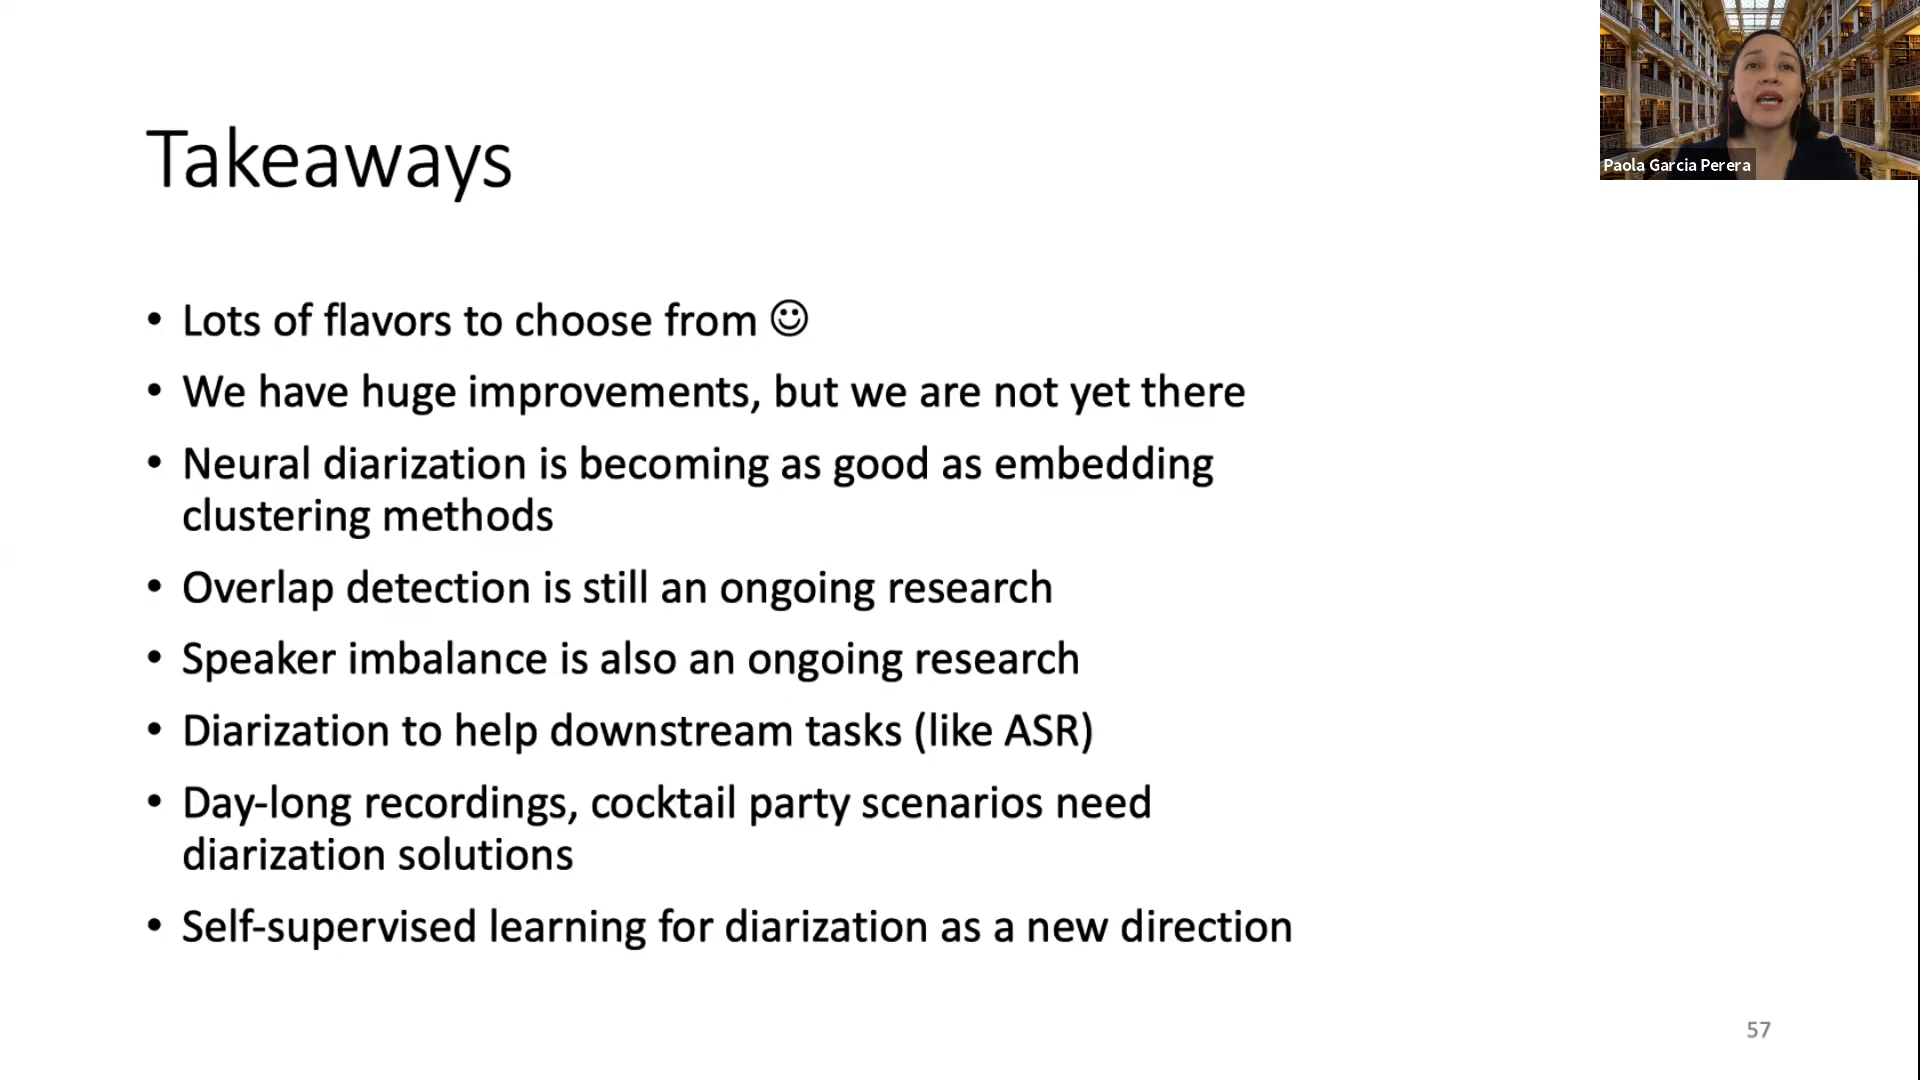 Paola Garcia Perera
Takeaways
• Lots of flavors to choose from ☺
• We have huge improvements, but we are not yet there
• Neural diarization is becoming as good as embedding
clustering methods
• Overlap detection is still an ongoing research
• Speaker imbalance is also an ongoing research
• Diarization to help downstream tasks (like ASR)
• Day-long recordings, cocktail party scenarios need
diarization solutions
• Self-supervised learning for diarization as a new direction
57